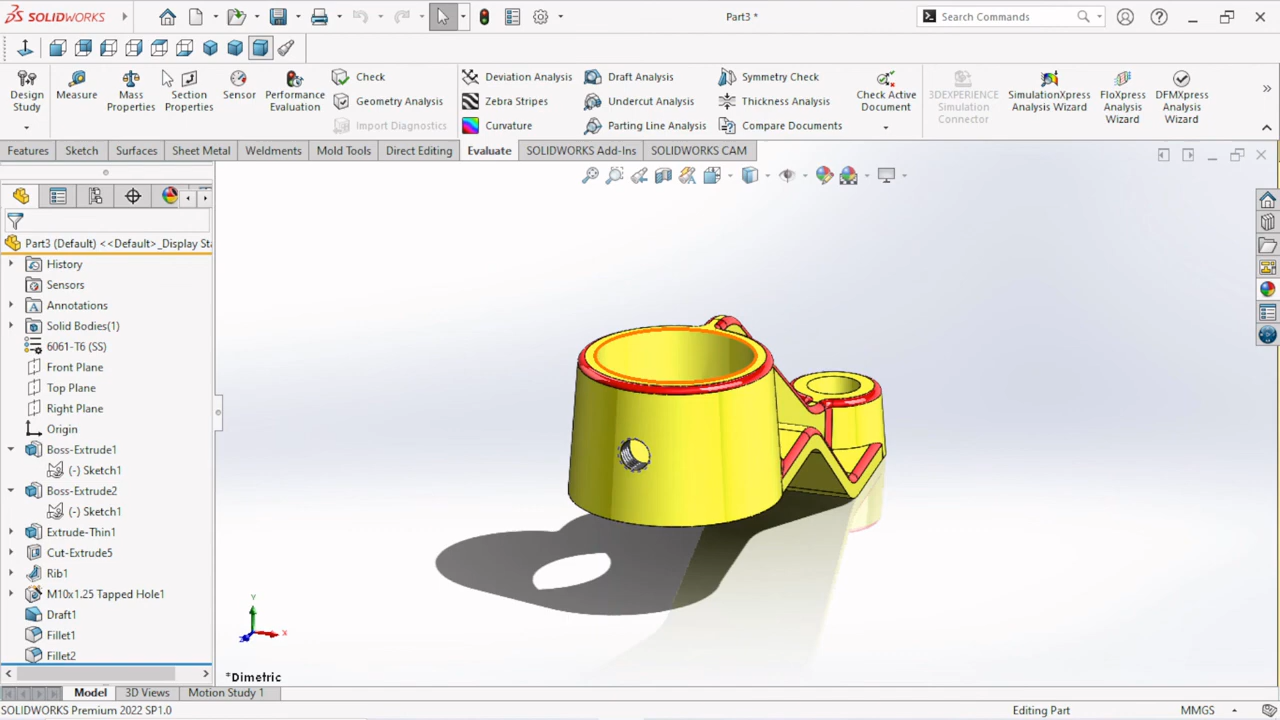 SOLIDWORKS
Part3 *
Search Commands
Design Study
Measure
Mass Properties
Section Properties
Sensor
Performance Evaluation
Check
Geometry Analysis
Import Diagnostics
Deviation Analysis
Zebra Stripes
Curvature
Draft Analysis
Undercut Analysis
Parting Line Analysis
Symmetry Check
Thickness Analysis
Compare Documents
Check Active Document
3DEXPERIENCE Simulation Connector
SimulationXpress Analysis Wizard
FloXpress Analysis Wizard
DFMXpress Analysis Wizard
Features
Sketch
Surfaces
Sheet Metal
Weldments
Mold Tools
Direct Editing
Evaluate
SOLIDWORKS Add-Ins
SOLIDWORKS CAM
Part3 (Default) <<Default>_Display Sta
History
Sensors
Annotations
Solid Bodies(1)
6061-T6 (SS)
Front Plane
Top Plane
Right Plane
Origin
Boss-Extrude1
(-) Sketch1
Boss-Extrude2
(-) Sketch1
Extrude-Thin1
Cut-Extrude5
Rib1
M10x1.25 Tapped Hole1
Draft1
Fillet1
Fillet2
Y
X
Z
*Dimetric
Model
3D Views
Motion Study 1
SOLIDWORKS Premium 2022 SP1.0
Editing Part
MMGS